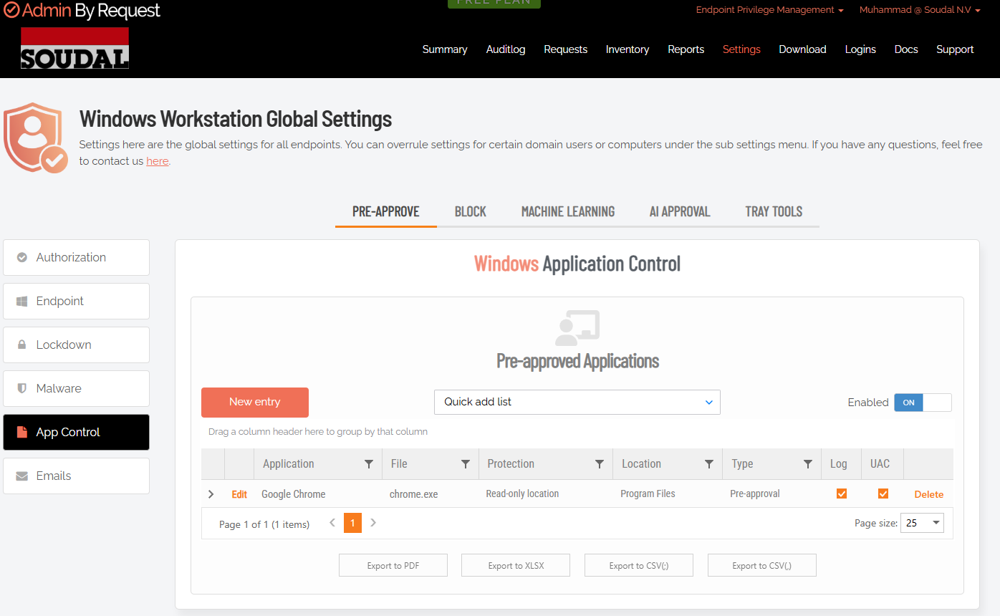 FREE PLAN
Admin By Request
Endpoint Privilege Management
Muhammad @ Soudal N.V
SOUDAL
Summary Auditlog Requests Inventory Reports Settings Download Logins Docs Support
Windows Workstation Global Settings
Settings here are the global settings for all endpoints. You can overrule settings for certain domain users or computers under the sub settings menu. If you have any questions, feel free
to contact us here.
PRE-APPROVE BLOCK MACHINE LEARNING AI APPROVAL TRAY TOOLS
Authorization
Endpoint
Lockdown
Malware
App Control
Emails
Windows Application Control
Pre-approved Applications
New entry
Quick add list
Enabled ON
Drag a column header here to group by that column
Application File Protection Location Type Log UAC
Edit Google Chrome chrome.exe Read-only location Program Files Pre-approval Delete
Page 1 of 1 (1 items) 1 Page size: 25
Export to PDF Export to XLSX Export to CSV(;) Export to CSV(,)